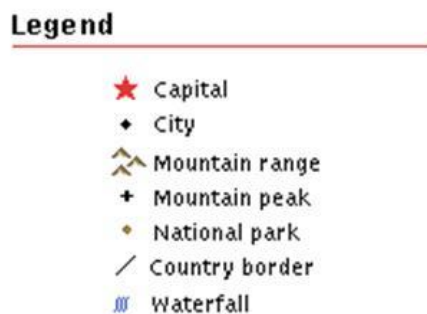 Legend
Capital
City
Mountain range
Mountain peak
National park
Country border
Waterfall